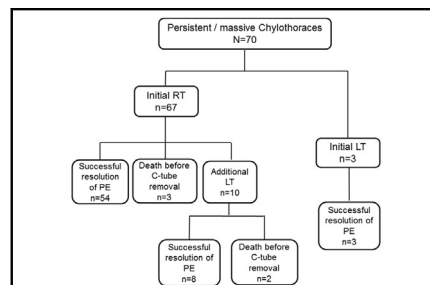 Persistent / massive Chylothoraces
N=70
Initial RT
n=67
Initial LT
n=3
Successful
resolution
of PE
n=54
Death before
C-tube
removal
n=3
Additional
LT
n=10
Successful
resolution of
PE
n=3
Successful
resolution of
PE
n=8
Death before
C-tube
removal
n=2